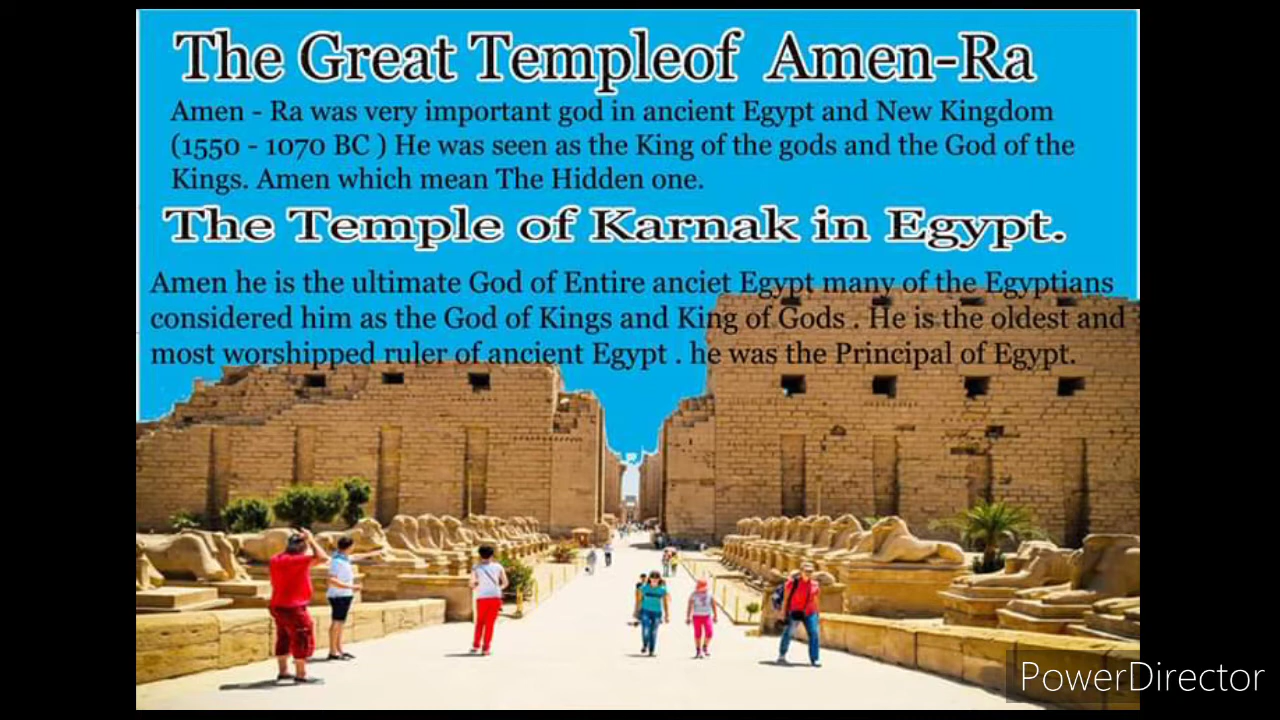 The Great Templeof Amen-Ra
Amen - Ra was very important god in ancient Egypt and New Kingdom
(1550 - 1070 BC ) He was seen as the King of the gods and the God of the
Kings. Amen which mean The Hidden one.
The Temple of Karnak in Egypt.
Amen he is the ultimate God of Entire anciet Egypt many of the Egyptians
considered him as the God of Kings and King of Gods . He is the oldest and
most worshipped ruler of ancient Egypt . he was the Principal of Egypt.
PowerDirector